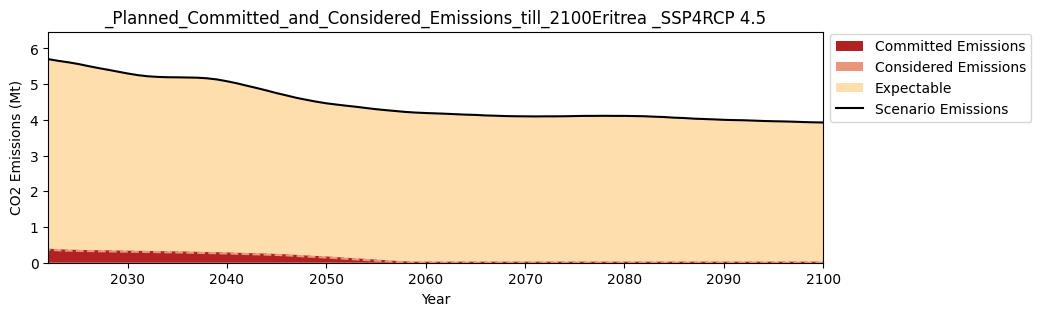 _Planned_Committed_and_Considered_Emissions_till_2100Eritrea _SSP4RCP 4.5
6
5
4
3
2
1
0
CO2 Emissions (Mt)
2030 2040 2050 2060 2070 2080 2090 2100
Year
Committed Emissions
Considered Emissions
Expectable
Scenario Emissions